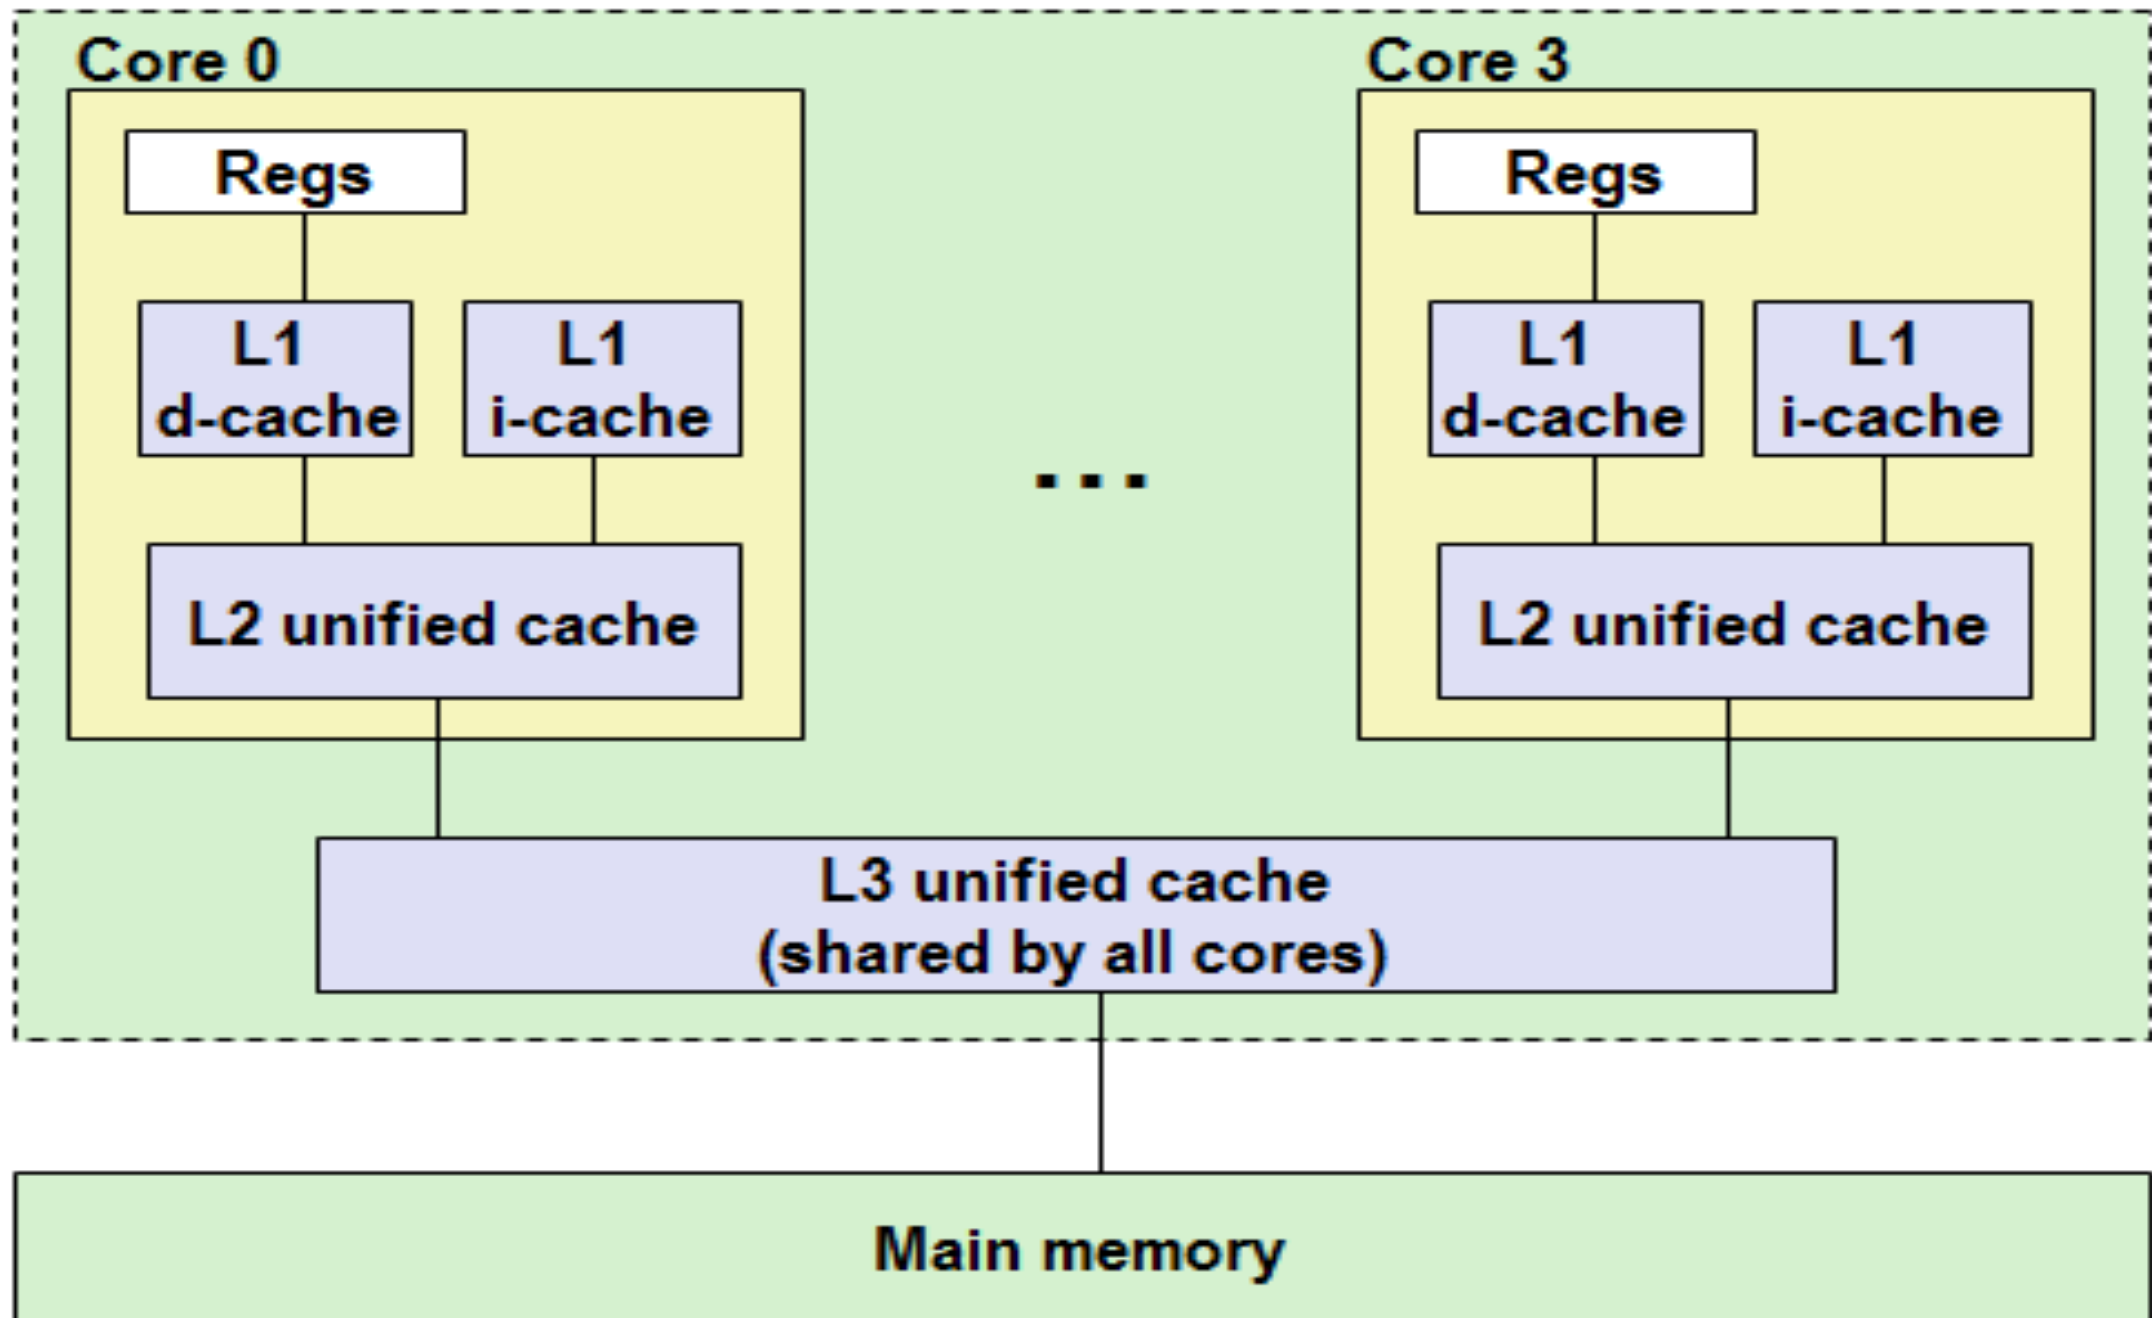 Core 0
Regs
L1
d-cache
L1
i-cache
L2 unified cache
...
Core 3
Regs
L1
d-cache
L1
i-cache
L2 unified cache
L3 unified cache
(shared by all cores)
Main memory